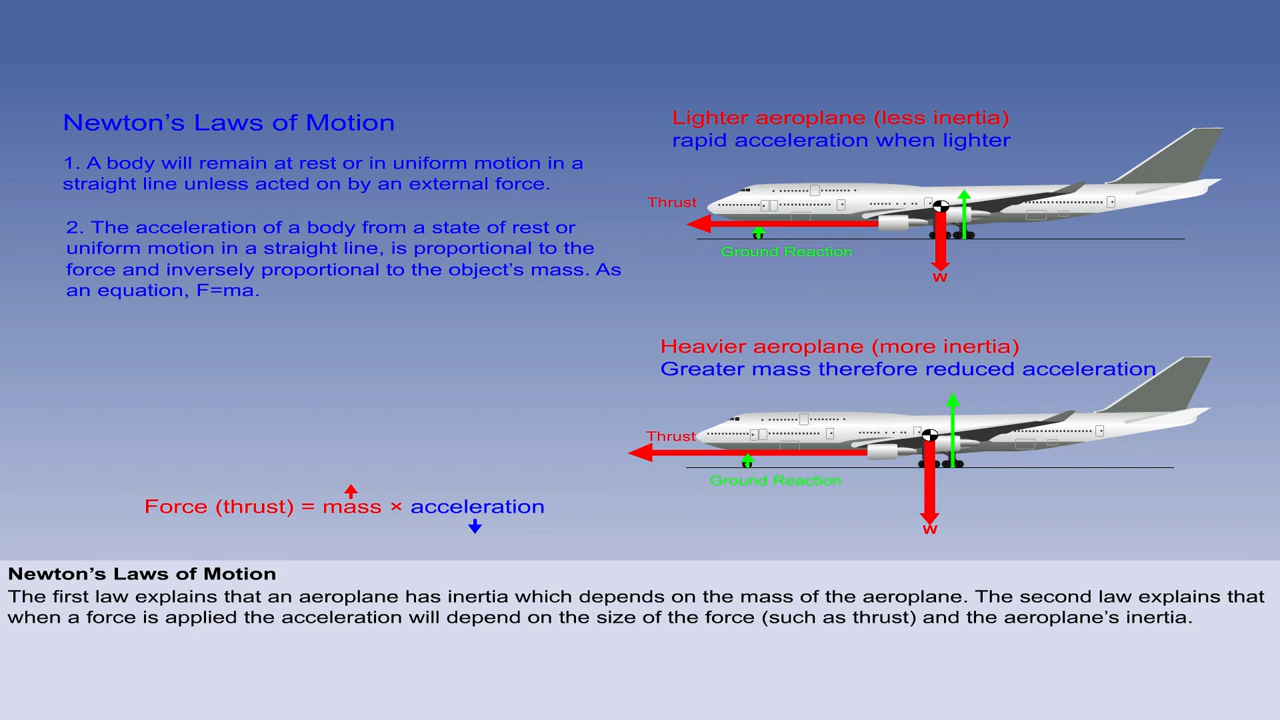 Newton's Laws of Motion
1. A body will remain at rest or in uniform motion in a
straight line unless acted on by an external force.
2. The acceleration of a body from a state of rest or
uniform motion in a straight line, is proportional to the
force and inversely proportional to the object's mass. As
an equation, F=ma.
Force (thrust) = mass × acceleration
Lighter aeroplane (less inertia)
rapid acceleration when lighter
Thrust
Ground Reaction
w
Heavier aeroplane (more inertia)
Greater mass therefore reduced acceleration
Thrust
Ground Reaction
w
Newton's Laws of Motion
The first law explains that an aeroplane has inertia which depends on the mass of the aeroplane. The second law explains that
when a force is applied the acceleration will depend on the size of the force (such as thrust) and the aeroplane's inertia.